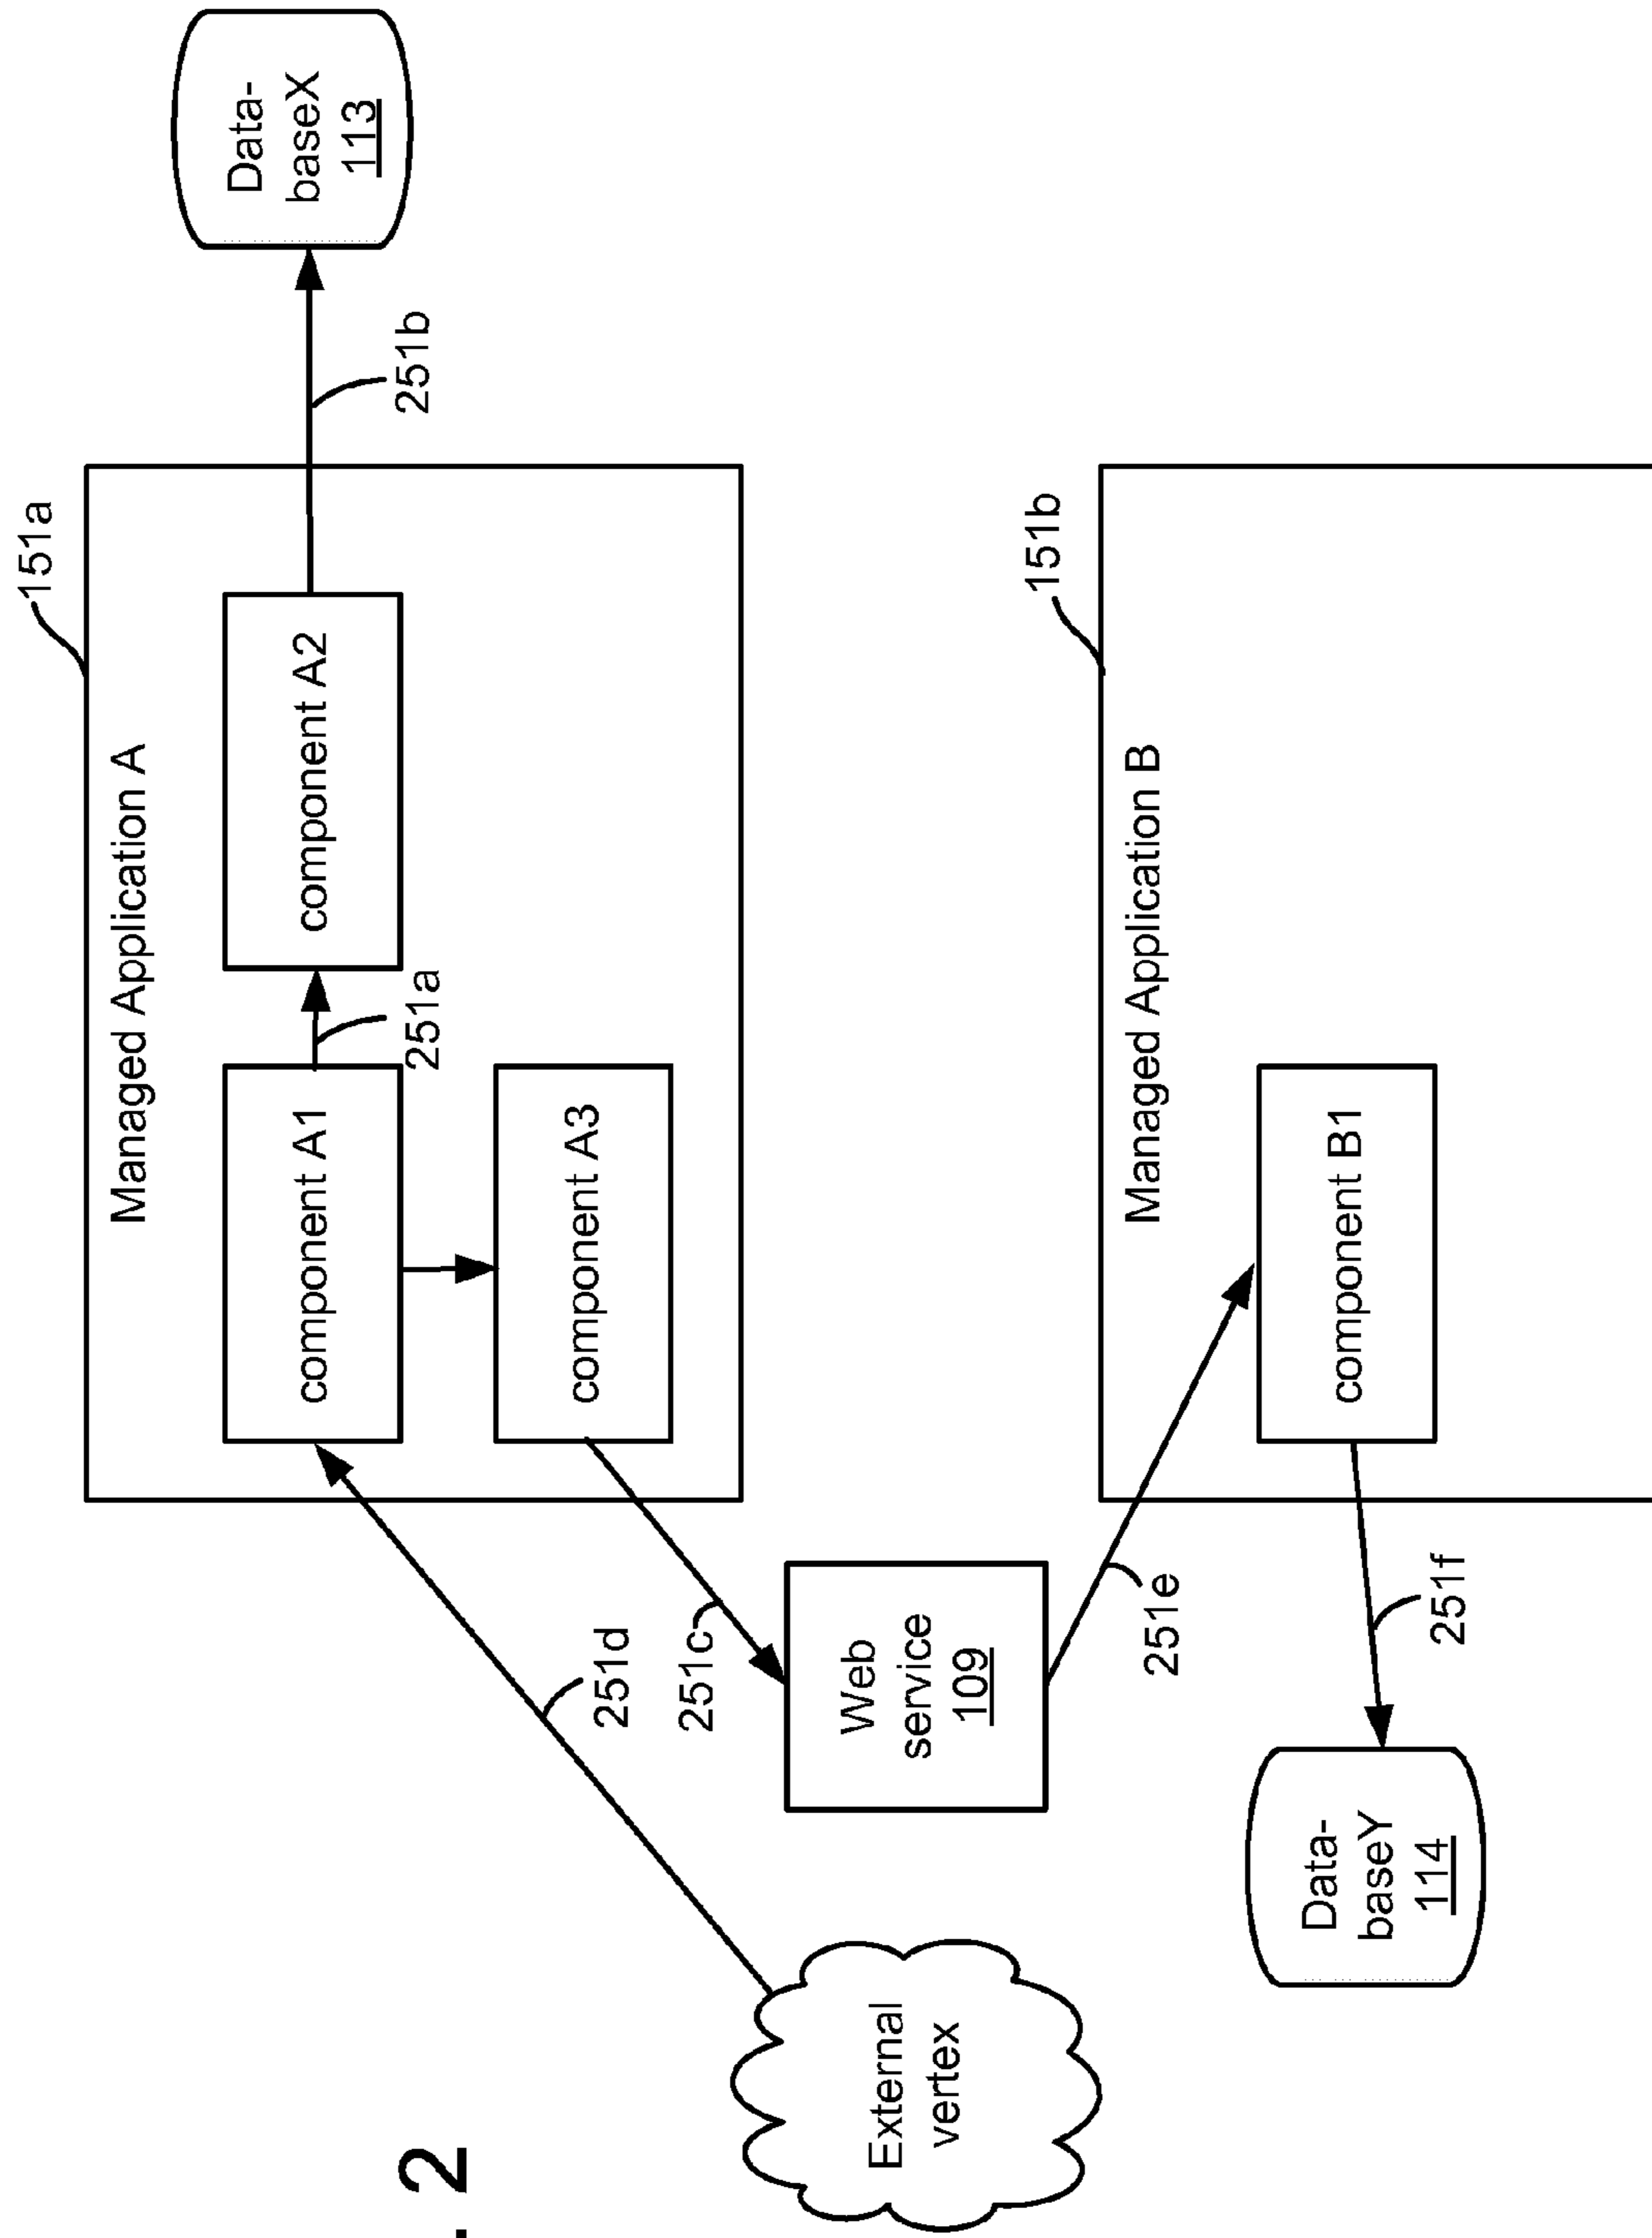 . 2
151a
Managed Application A
component A1
251a
component A2
251b
Data-
baseX
113
component A3
251d
251c
Web
service
109
External
vertex
251e
151b
Managed Application B
component B1
251f
Data-
baseY
114